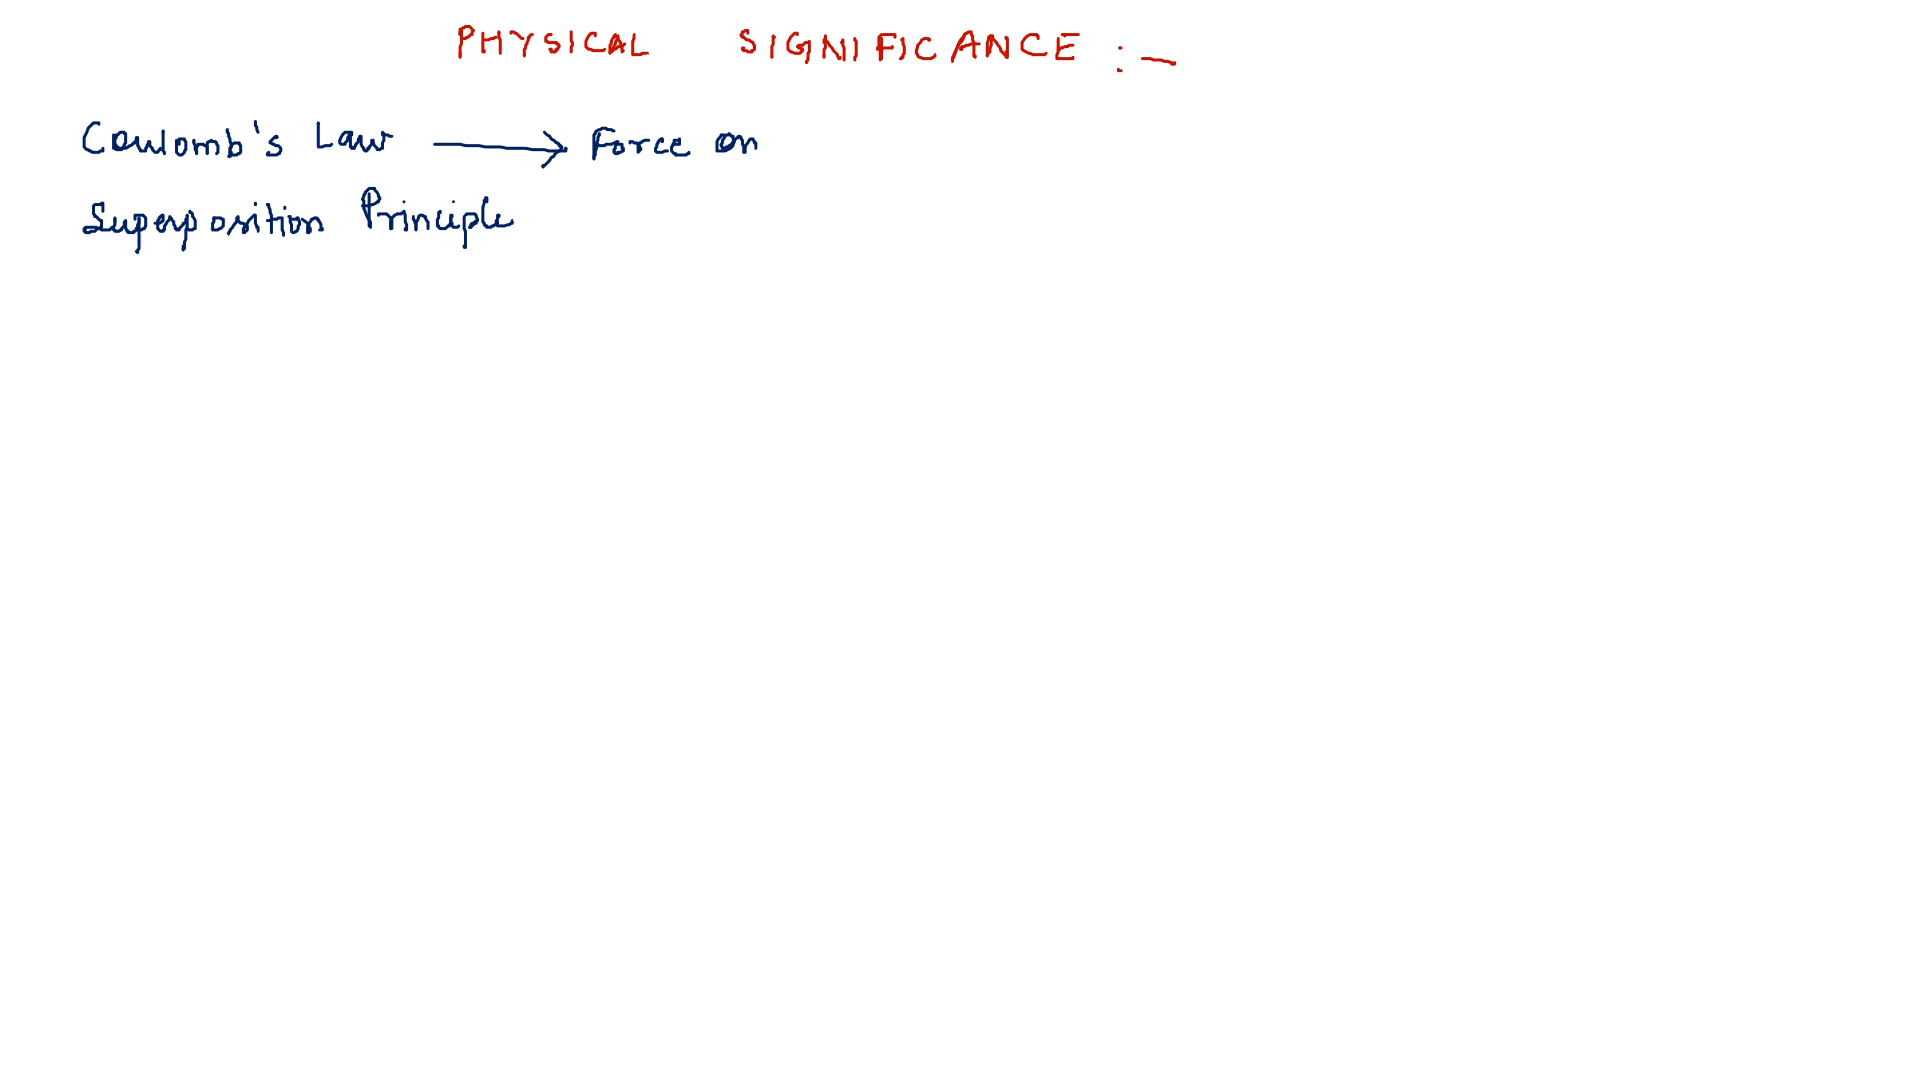 PHYSICAL SIGNIFICANCE :-
Coulomb's Law → Force on
Superposition Principle